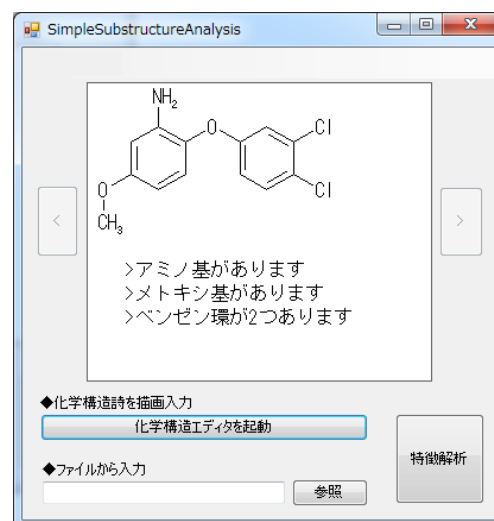 SimpleSubstructureAnalysis
NH2
O
Cl
O
Cl
CH3
<
>
>アミノ基があります
>メトキシ基があります
>ベンゼン環が2つあります
◆化学構造詩を描画入力
化学構造エディタを起動
特徴解析
◆ファイルから入力
参照